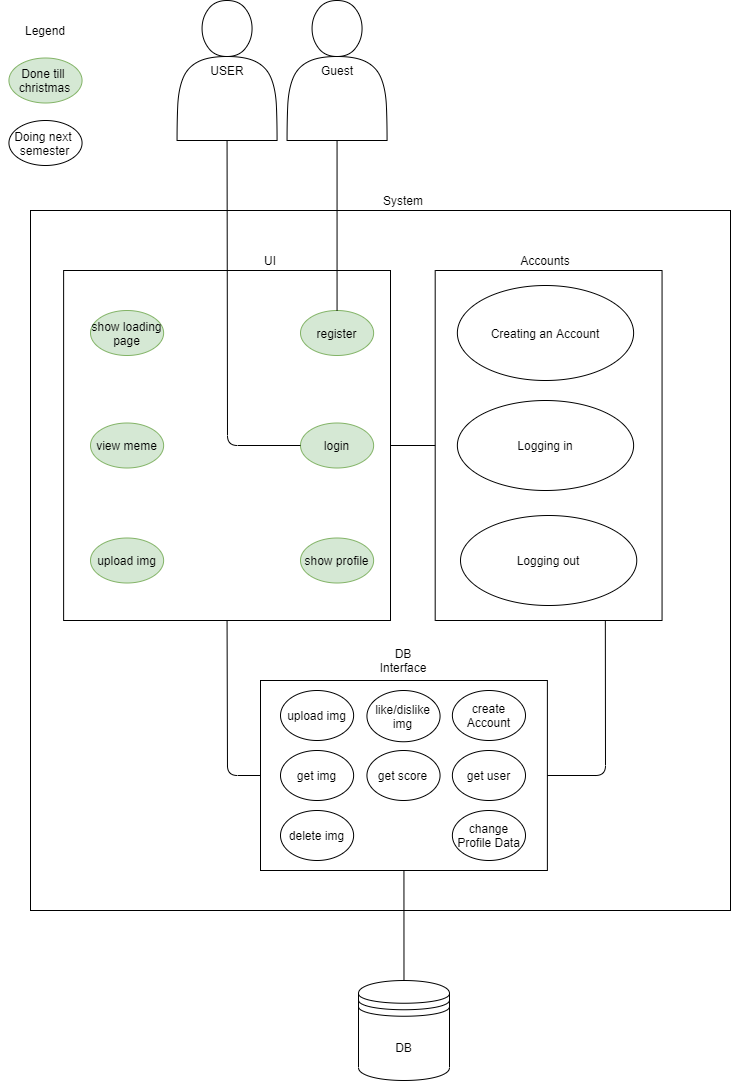 Legend
Done till
christmas
Doing next
semester
USER
Guest
System
UI
Accounts
show loading
page
register
Creating an Account
view meme
login
Logging in
upload img
show profile
Logging out
DB
Interface
upload img
like/dislike
img
create
Account
get img
get score
get user
delete img
change
Profile Data
DB